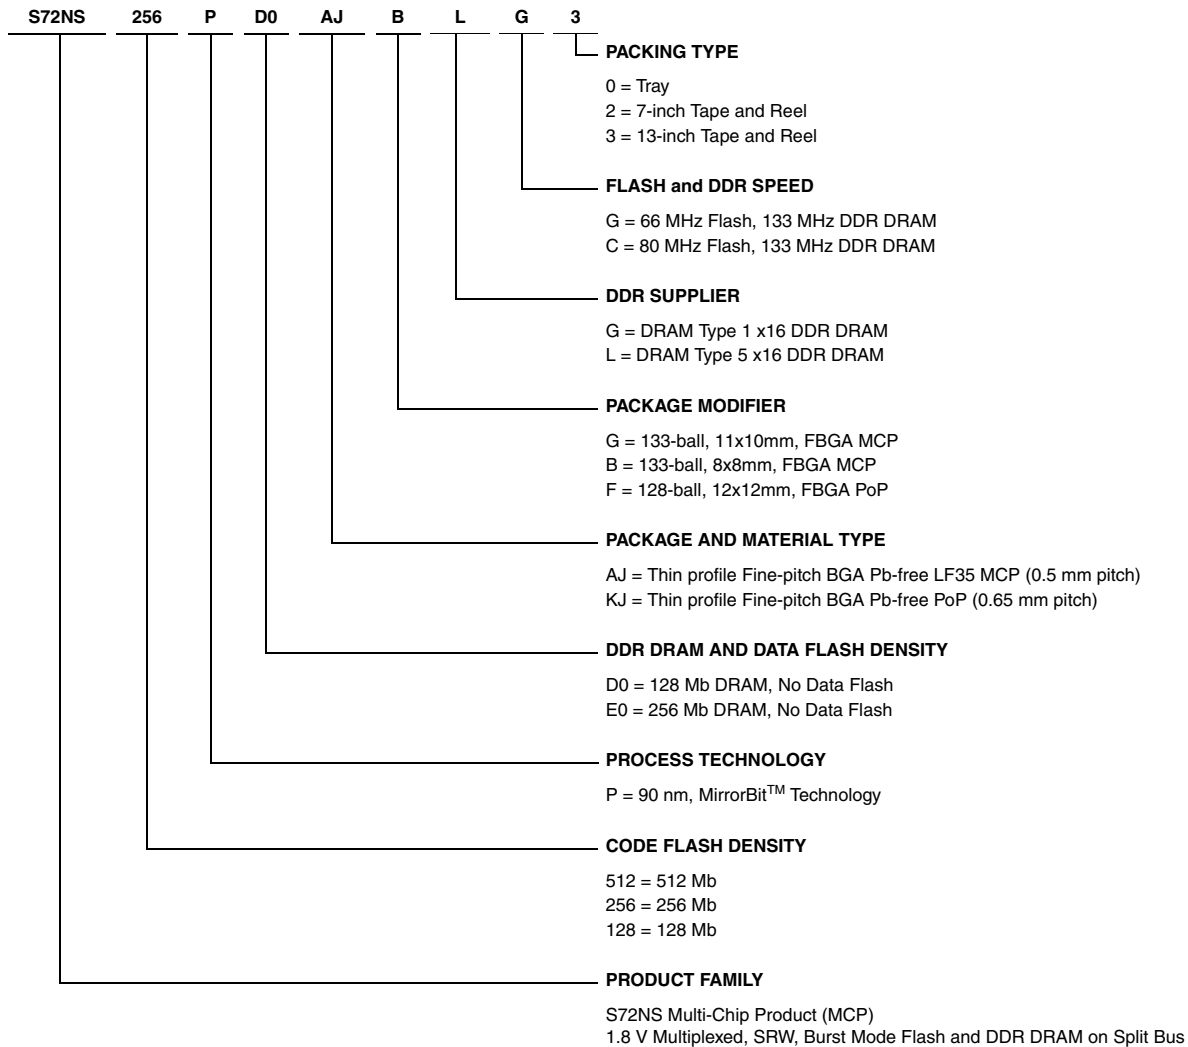 S72NS 256 P D0 AJ B L G 3
PACKING TYPE
0 = Tray
2 = 7-inch Tape and Reel
3 = 13-inch Tape and Reel
FLASH and DDR SPEED
G = 66 MHz Flash, 133 MHz DDR DRAM
C = 80 MHz Flash, 133 MHz DDR DRAM
DDR SUPPLIER
G = DRAM Type 1 x16 DDR DRAM
L = DRAM Type 5 x16 DDR DRAM
PACKAGE MODIFIER
G = 133-ball, 11x10mm, FBGA MCP
B = 133-ball, 8x8mm, FBGA MCP
F = 128-ball, 12x12mm, FBGA PoP
PACKAGE AND MATERIAL TYPE
AJ = Thin profile Fine-pitch BGA Pb-free LF35 MCP (0.5 mm pitch)
KJ = Thin profile Fine-pitch BGA Pb-free PoP (0.65 mm pitch)
DDR DRAM AND DATA FLASH DENSITY
D0 = 128 Mb DRAM, No Data Flash
E0 = 256 Mb DRAM, No Data Flash
PROCESS TECHNOLOGY
P = 90 nm, MirrorBit™ Technology
CODE FLASH DENSITY
512 = 512 Mb
256 = 256 Mb
128 = 128 Mb
PRODUCT FAMILY
S72NS Multi-Chip Product (MCP)
1.8 V Multiplexed, SRW, Burst Mode Flash and DDR DRAM on Split Bus